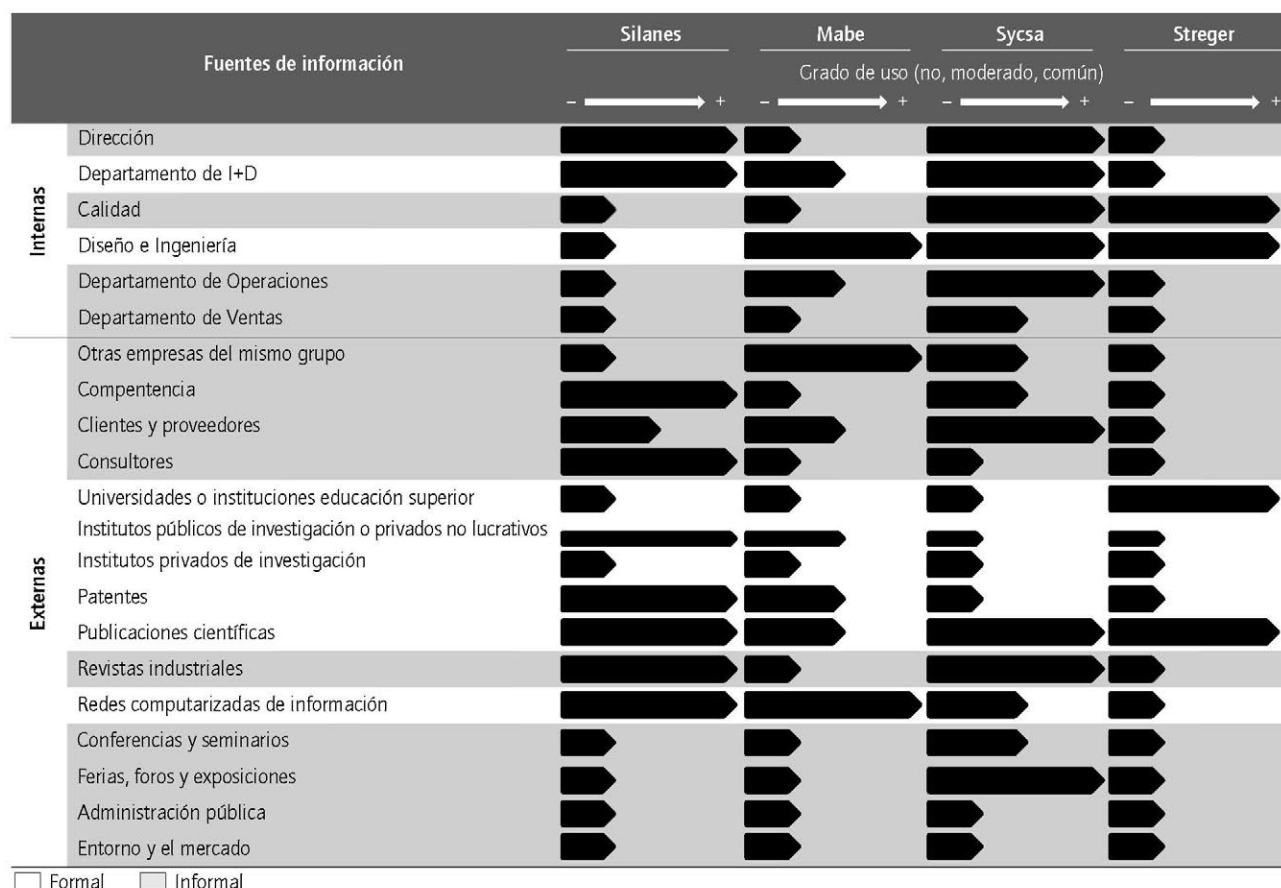 Fuentes de información
Silanes Mabe Sycsa Streger
Grado de uso (no, moderado, común)
– + – + – + – +
Internas
Dirección
Departamento de I+D
Calidad
Diseño e Ingeniería
Departamento de Operaciones
Departamento de Ventas
Externas
Otras empresas del mismo grupo
Compentencia
Clientes y proveedores
Consultores
Universidades o instituciones educación superior
Institutos públicos de investigación o privados no lucrativos
Institutos privados de investigación
Patentes
Publicaciones científicas
Revistas industriales
Redes computarizadas de información
Conferencias y seminarios
Ferias, foros y exposiciones
Administración pública
Entorno y el mercado
Formal Informal